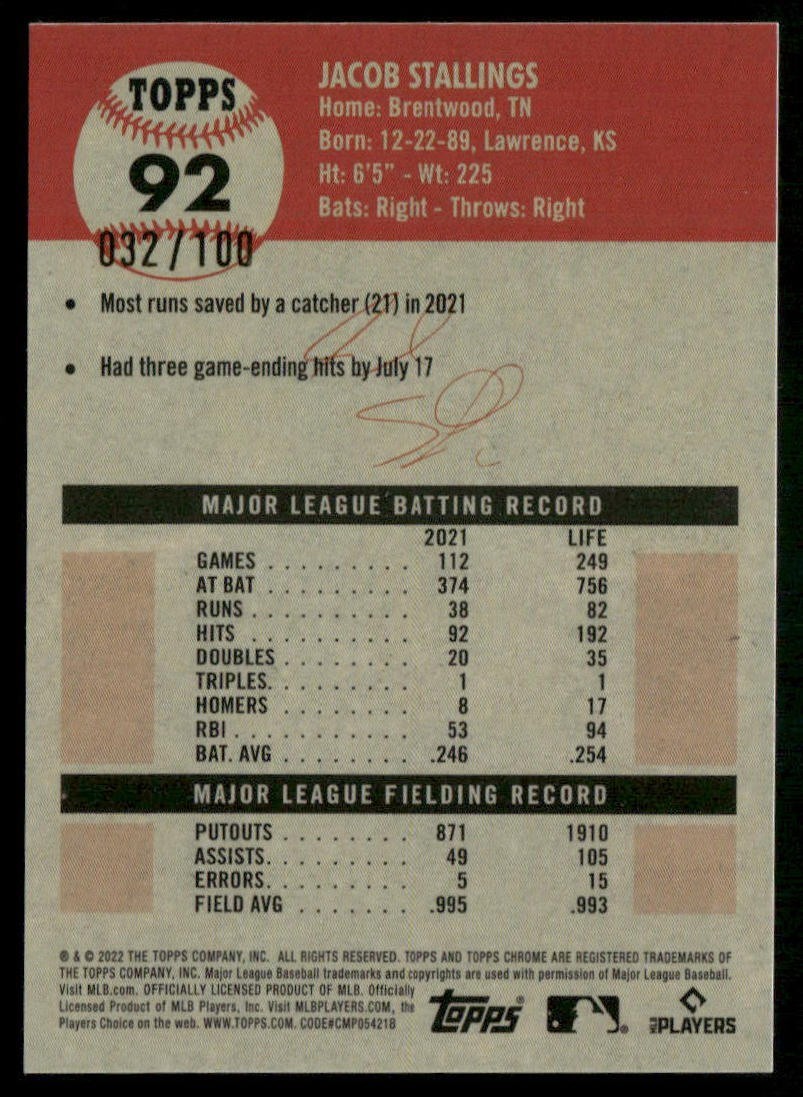 TOPPS
92
032/100
JACOB STALLINGS
Home: Brentwood, TN
Born: 12-22-89, Lawrence, KS
Ht: 6'5" - Wt: 225
Bats: Right - Throws: Right
• Most runs saved by a catcher (21) in 2021
• Had three game-ending hits by July 17
MAJOR LEAGUE BATTING RECORD
2021 LIFE
GAMES . . . . . . . . . 112 249
AT BAT . . . . . . . . . 374 756
RUNS . . . . . . . . . . 38 82
HITS . . . . . . . . . . 92 192
DOUBLES . . . . . . . . 20 35
TRIPLES. . . . . . . . . 1 1
HOMERS . . . . . . . . 8 17
RBI . . . . . . . . . . . 53 94
BAT. AVG . . . . . . . . .246 .254
MAJOR LEAGUE FIELDING RECORD
PUTOUTS . . . . . . . . 871 1910
ASSISTS. . . . . . . . . 49 105
ERRORS. . . . . . . . . 5 15
FIELD AVG . . . . . . . .995 .993
® & © 2022 THE TOPPS COMPANY, INC. ALL RIGHTS RESERVED. TOPPS AND TOPPS CHROME ARE REGISTERED TRADEMARKS OF
THE TOPPS COMPANY, INC. Major League Baseball trademarks and copyrights are used with permission of Major League Baseball.
Visit MLB.com. OFFICIALLY LICENSED PRODUCT OF MLB. Officially
Licensed Product of MLB Players, Inc. Visit MLBPLAYERS.COM, the
Players Choice on the web. WWW.TOPPS.COM. CODE#CMP054218
Topps®
MLB PLAYERS